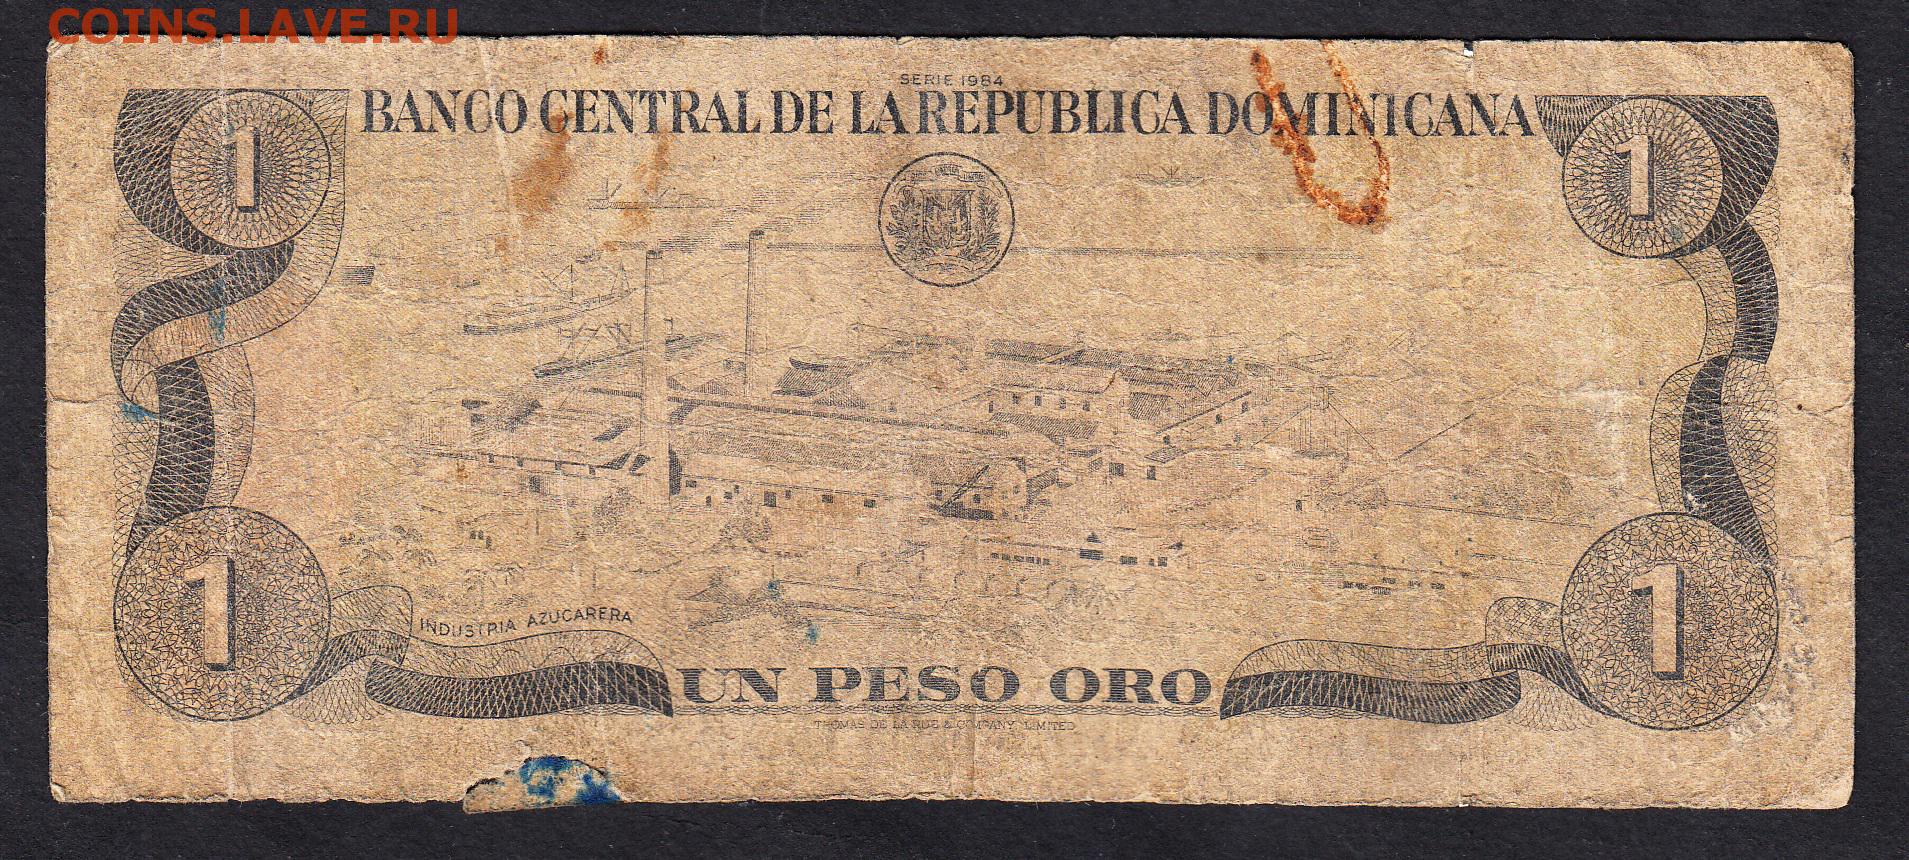 COINS.LAVE.RU
SERIE 1984
BANCO CENTRAL DE LA REPUBLICA DOMINICANA
1
1
INDUSTRIA AZUCARERA
1
1
UN PESO ORO
THOMAS DE LA RUE & COMPANY LIMITED